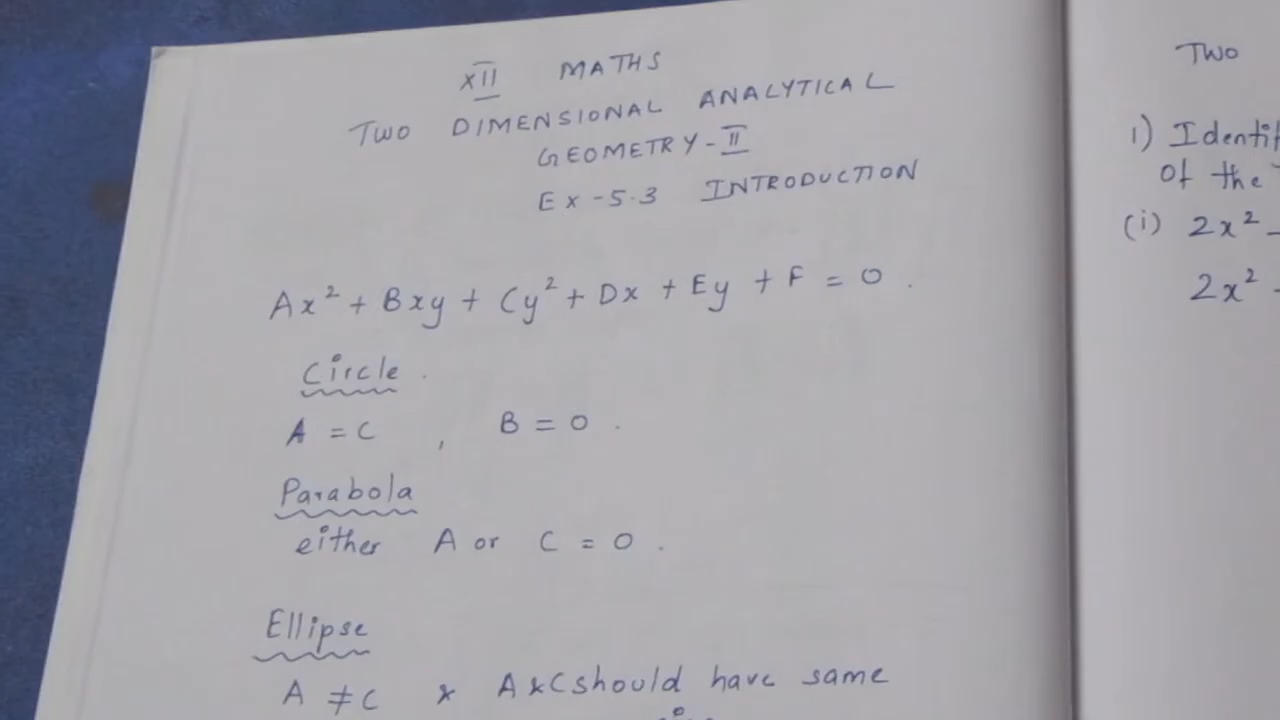 XII MATHS
TWO DIMENSIONAL ANALYTICAL
GEOMETRY - II
EX - 5.3 INTRODUCTION
Ax² + Bxy + Cy² + Dx + Ey + F = 0.
Circle.
A = C, B = 0.
Parabola
either A or C = 0.
Ellipse
A ≠ C & A & C should have same
TWO
1) Identif
of the
(i) 2x² -
2x² -